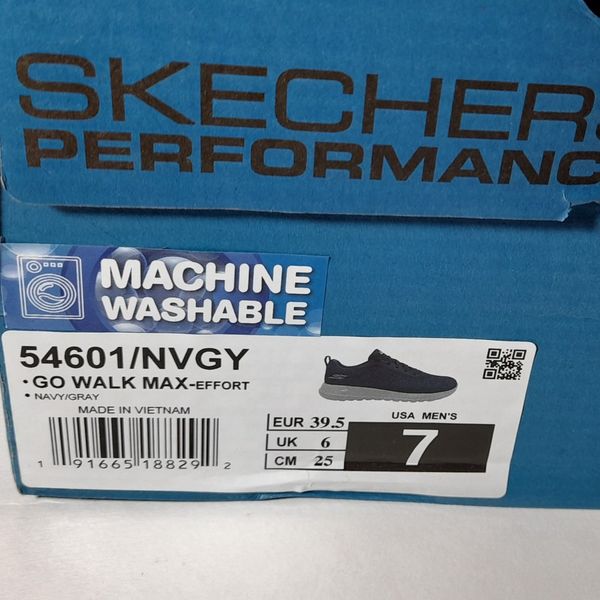 SKECHERS
PERFORMANC
MACHINE
WASHABLE
54601/NVGY
• GO WALK MAX-EFFORT
• NAVY/GRAY
MADE IN VIETNAM
1 91665 18829 2
EUR 39.5
UK 6
CM 25
USA MEN'S
7